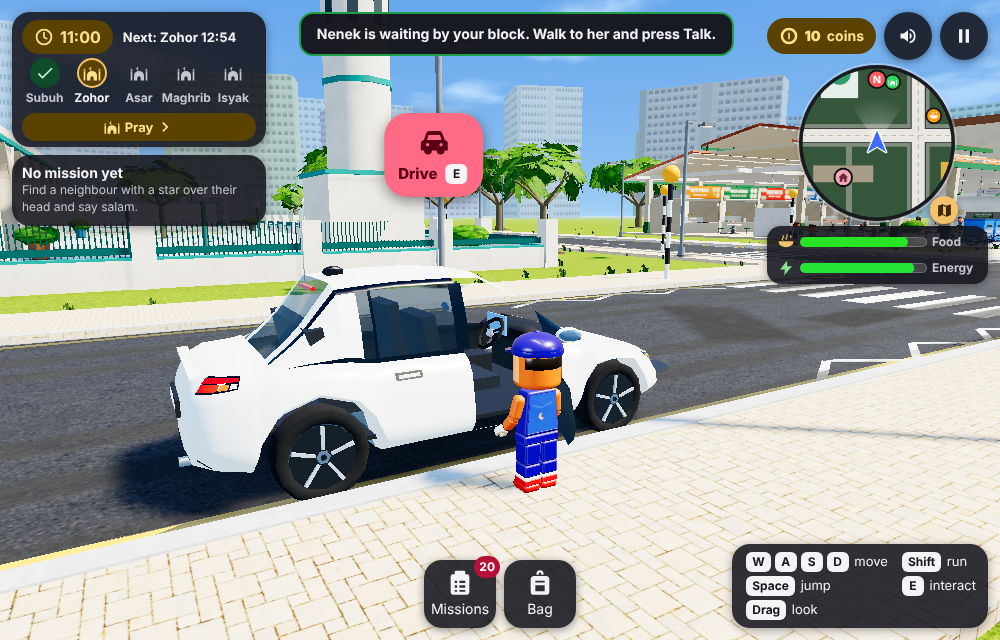 11:00
Next: Zohor 12:54
Subuh
Zohor
Asar
Maghrib
Isyak
Pray
No mission yet
Find a neighbour with a star over their
head and say salam.
Nenek is waiting by your block. Walk to her and press Talk.
Drive E
10 coins
N
Food
Energy
20
Missions
Bag
W A S D move
Shift run
Space jump
E interact
Drag look